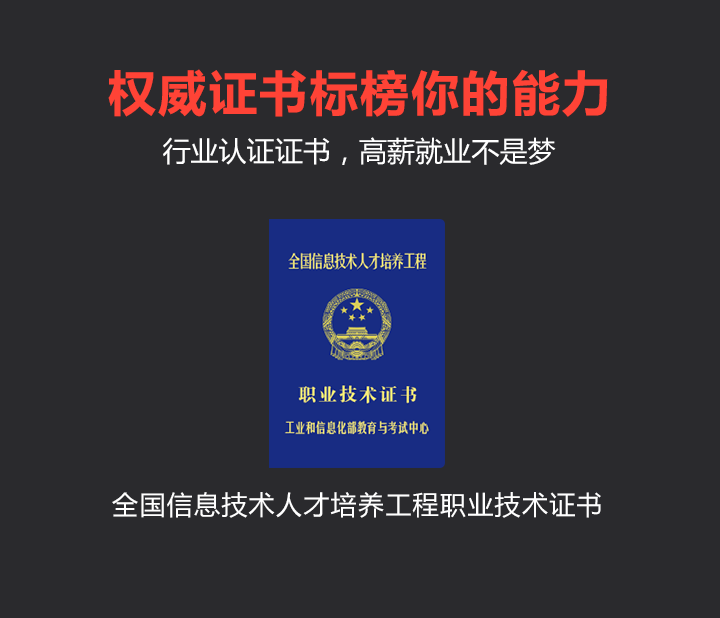 权威证书标榜你的能力
行业认证证书，高薪就业不是梦
全国信息技术人才培养工程
职业技术证书
工业和信息化部教育与考试中心
全国信息技术人才培养工程职业技术证书